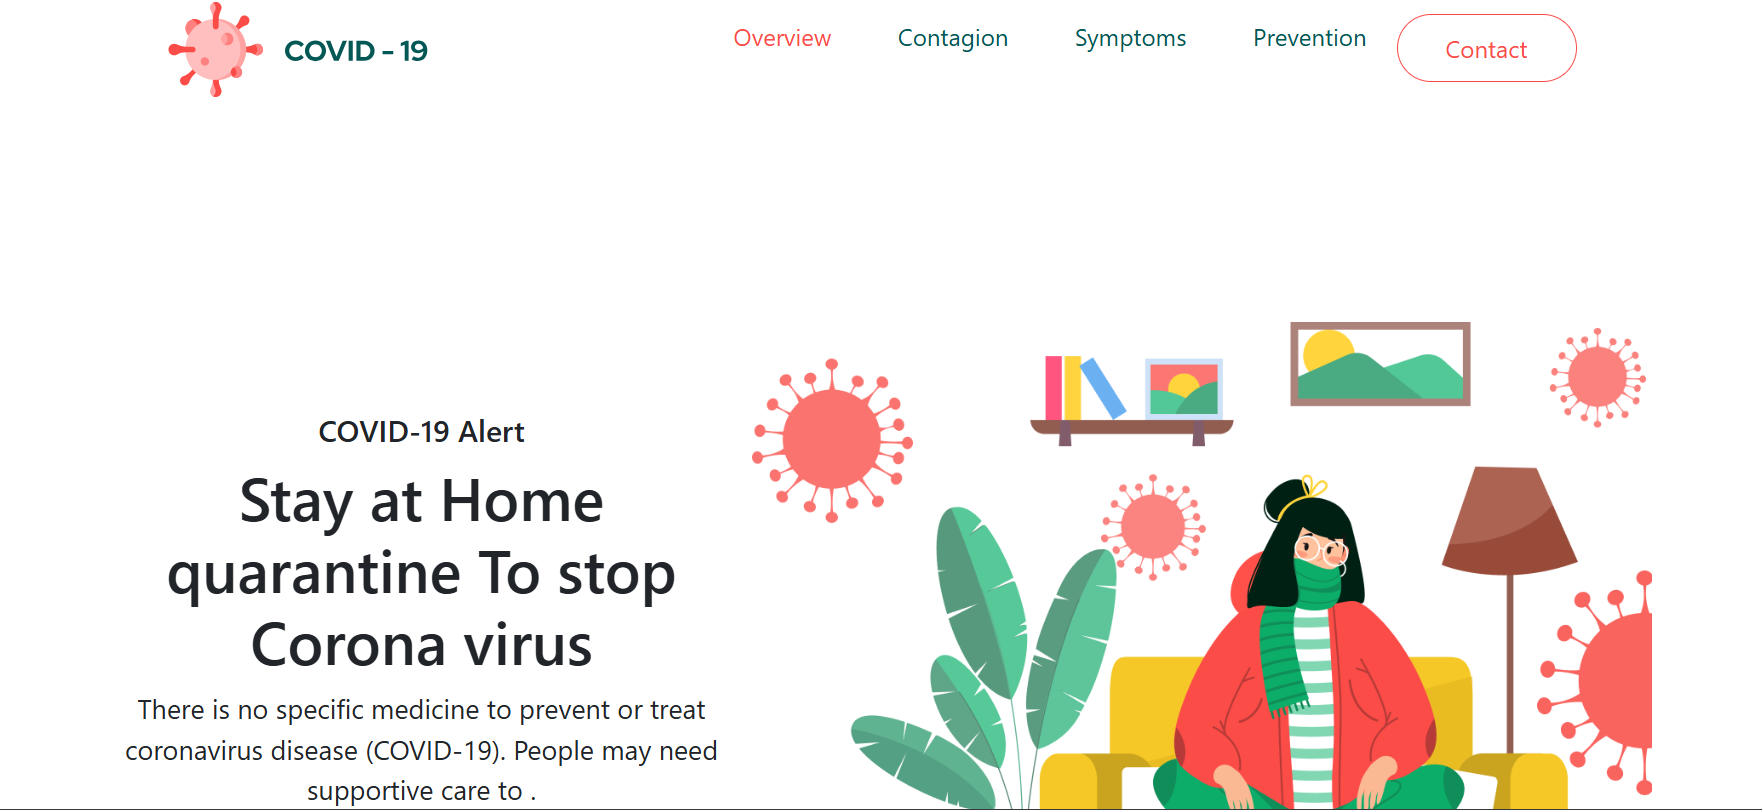 COVID - 19
Overview
Contagion
Symptoms
Prevention
Contact
COVID-19 Alert
Stay at Home
quarantine To stop
Corona virus
There is no specific medicine to prevent or treat
coronavirus disease (COVID-19). People may need
supportive care to .